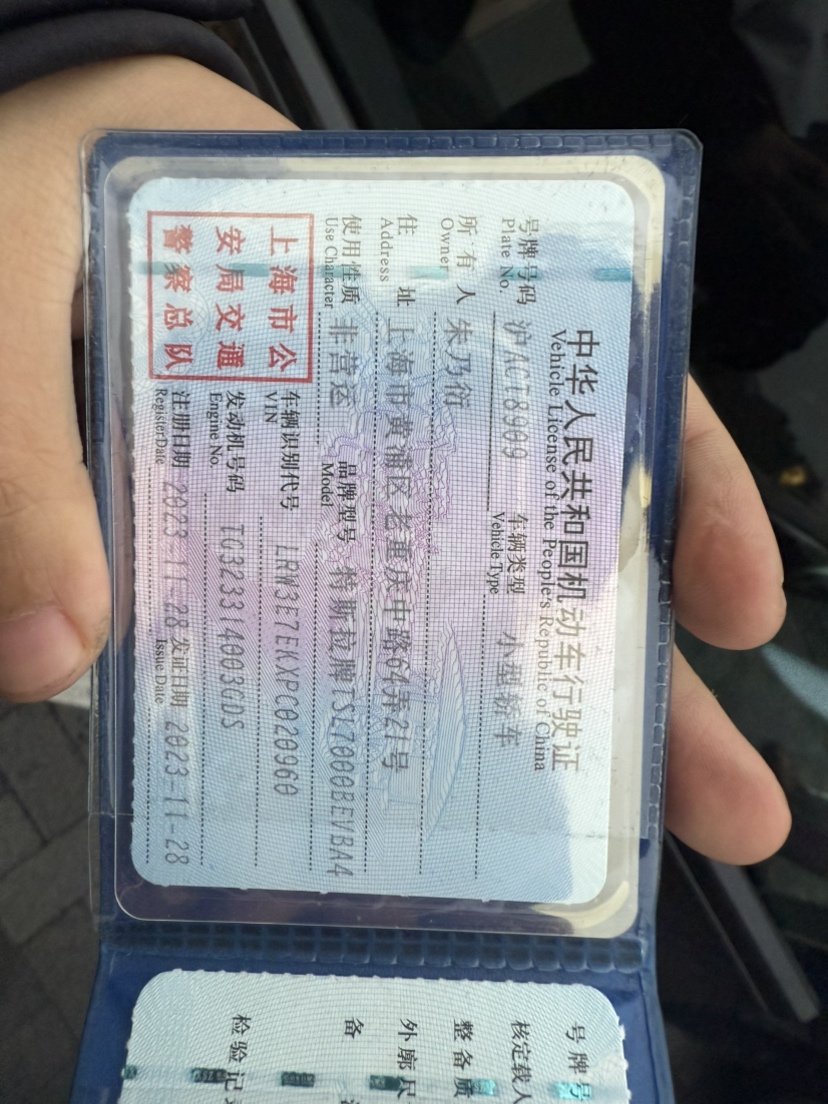 中华人民共和国机动车行驶证
Vehicle License of the People's Republic of China
号牌号码 沪ACT8909 车辆类型 小型轿车
Plate No. Vehicle Type
所有人 朱乃衍
Owner
住址 上海市黄浦区老重庆中路64弄21号
Address
使用性质 非营运 品牌型号 特斯拉牌TSL7000BEVBA4
Use Character Model
车辆识别代号 LRW3E7EKXPC020960
VIN
发动机号码 TG323314003GDS
Engine No.
注册日期 2023-11-28 发证日期 2023-11-28
Register Date Issue Date
上海市公
安局交通
警察总队
号牌号
核定载人
整备质
外廓尺
备
检验记